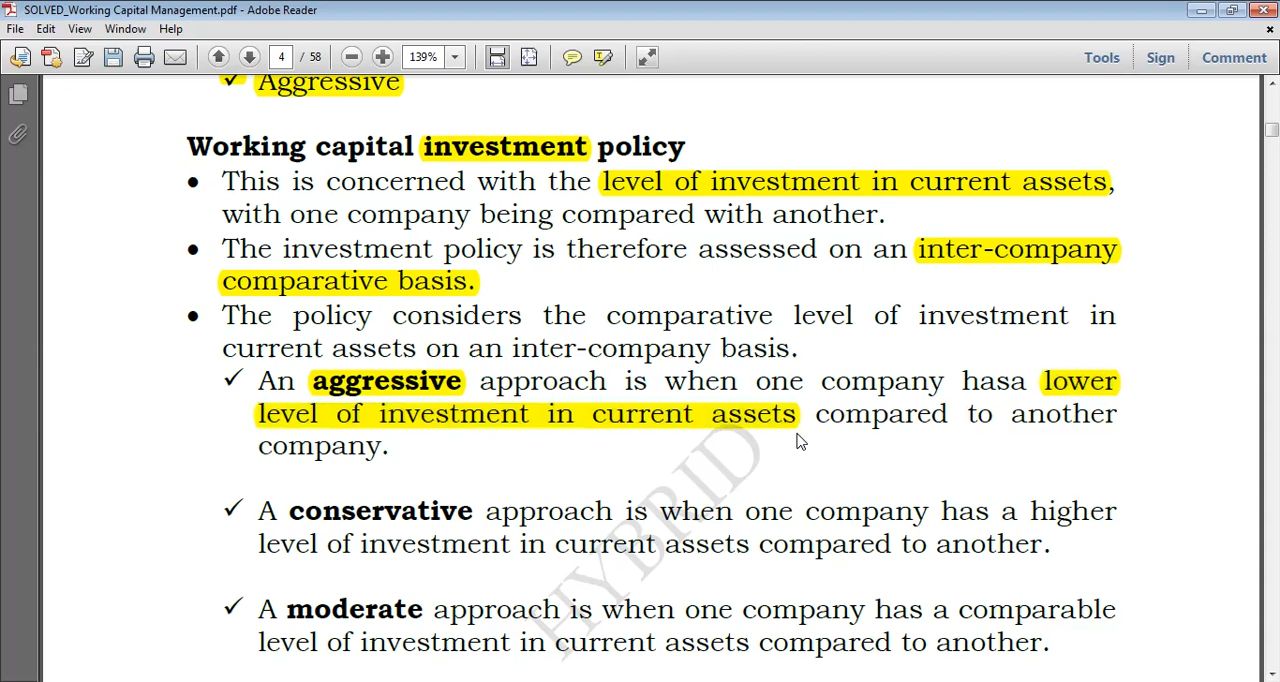 SOLVED_Working Capital Management.pdf - Adobe Reader
File Edit View Window Help
4 / 58 139% Tools Sign Comment
✓ Aggressive
Working capital investment policy
• This is concerned with the level of investment in current assets,
with one company being compared with another.
• The investment policy is therefore assessed on an inter-company
comparative basis.
• The policy considers the comparative level of investment in
current assets on an inter-company basis.
✓ An aggressive approach is when one company hasa lower
level of investment in current assets compared to another
company.
✓ A conservative approach is when one company has a higher
level of investment in current assets compared to another.
✓ A moderate approach is when one company has a comparable
level of investment in current assets compared to another.
HYBRID